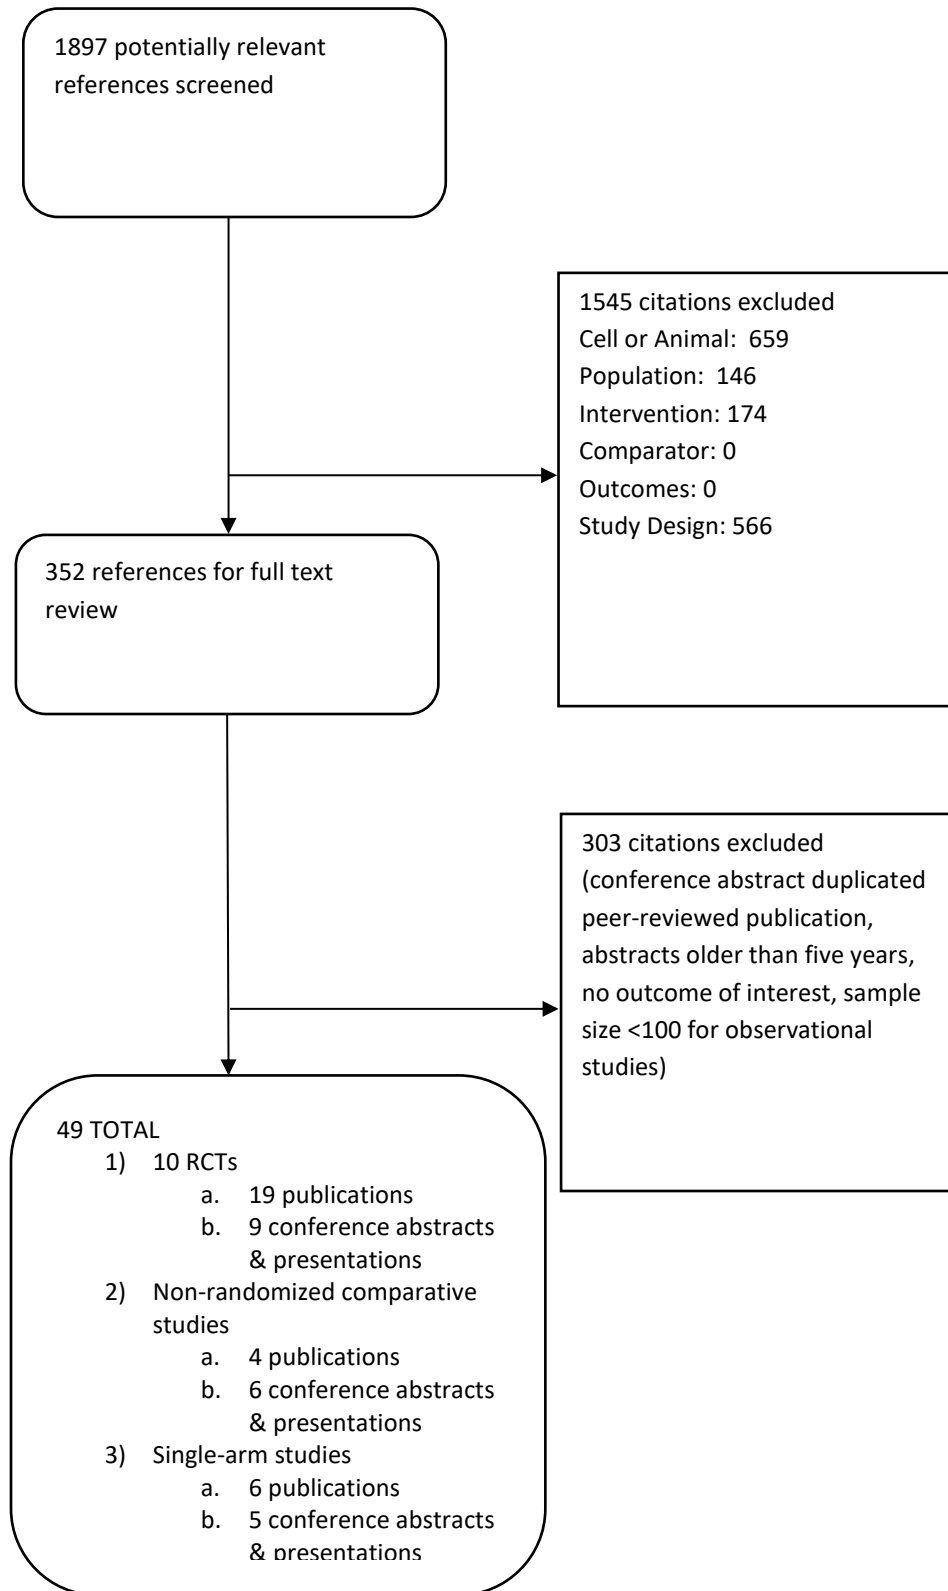 1897 potentially relevant
references screened
1545 citations excluded
Cell or Animal:  659
Population:  146
Intervention: 174
Comparator: 0
Outcomes: 0
Study Design: 566
352 references for full text
review
303 citations excluded
(conference abstract duplicated
peer-reviewed publication,
abstracts older than five years,
no outcome of interest, sample
size <100 for observational
studies)
49 TOTAL
1) 10 RCTs
a. 19 publications
b. 9 conference abstracts
& presentations
2) Non-randomized comparative
studies
a. 4 publications
b. 6 conference abstracts
& presentations
3) Single-arm studies
a. 6 publications
b. 5 conference abstracts
& presentations